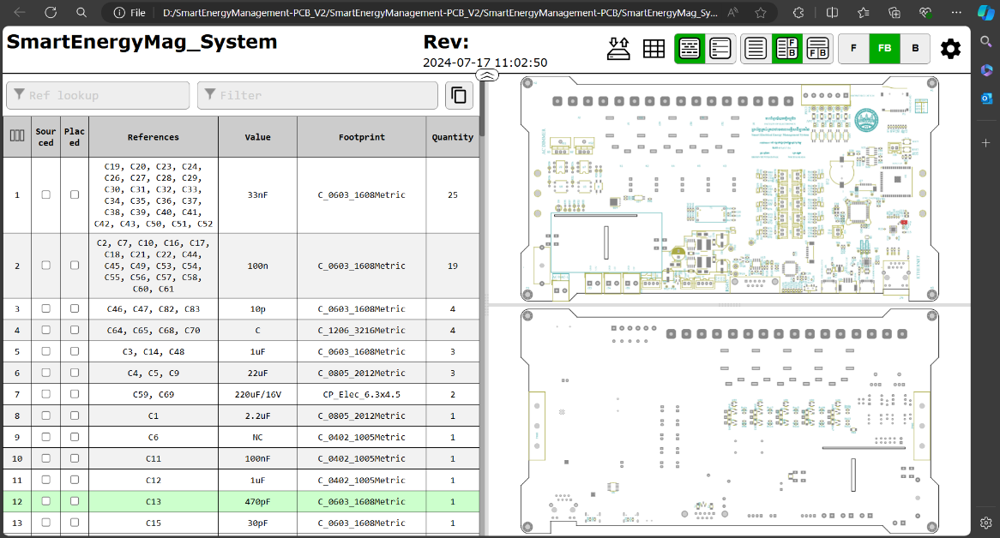 File D:/SmartEnergyManagement-PCB_V2/SmartEnergyManagement-PCB_V2/SmartEnergyManagement-PCB/SmartEnergyMag_Sy...
SmartEnergyMag_System
Rev:
2024-07-17 11:02:50
F
B
F B
F FB B
Ref lookup
Filter
Sour
ced
Plac
ed
References Value Footprint Quantity
1
C19, C20, C23, C24,
C26, C27, C28, C29,
C30, C31, C32, C33,
C34, C35, C36, C37,
C38, C39, C40, C41,
C42, C43, C50, C51, C52
33nF C_0603_1608Metric 25
2
C2, C7, C10, C16, C17,
C18, C21, C22, C44,
C45, C49, C53, C54,
C55, C56, C57, C58,
C60, C61
100n C_0603_1608Metric 19
3 C46, C47, C82, C83 10p C_0603_1608Metric 4
4 C64, C65, C68, C70 C C_1206_3216Metric 4
5 C3, C14, C48 1uF C_0603_1608Metric 3
6 C4, C5, C9 22uF C_0805_2012Metric 3
7 C59, C69 220uF/16V CP_Elec_6.3x4.5 2
8 C1 2.2uF C_0805_2012Metric 1
9 C6 NC C_0402_1005Metric 1
10 C11 100nF C_0402_1005Metric 1
11 C12 1uF C_0402_1005Metric 1
12 C13 470pF C_0603_1608Metric 1
13 C15 30pF C_0603_1608Metric 1
AC DIMMER
ETHERNET